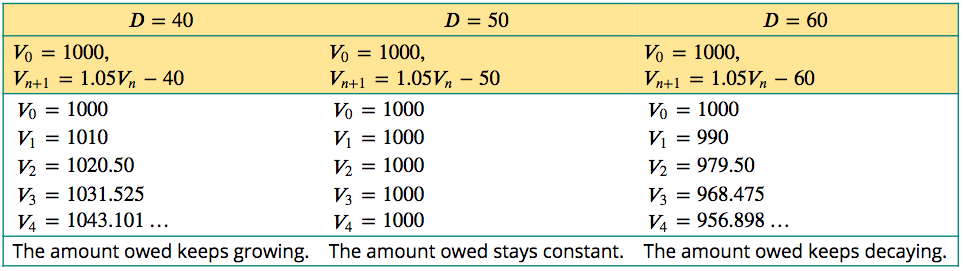 D = 40 D = 50 D = 60
V₀ = 1000, V₀ = 1000, V₀ = 1000,
Vₙ₊₁ = 1.05Vₙ − 40 Vₙ₊₁ = 1.05Vₙ − 50 Vₙ₊₁ = 1.05Vₙ − 60
V₀ = 1000 V₀ = 1000 V₀ = 1000
V₁ = 1010 V₁ = 1000 V₁ = 990
V₂ = 1020.50 V₂ = 1000 V₂ = 979.50
V₃ = 1031.525 V₃ = 1000 V₃ = 968.475
V₄ = 1043.101 … V₄ = 1000 V₄ = 956.898 …
The amount owed keeps growing. The amount owed stays constant. The amount owed keeps decaying.